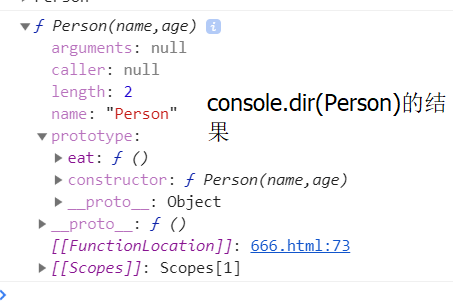 ƒ Person(name,age) i
arguments: null
caller: null
length: 2
name: "Person"
console.dir(Person)的结
果
prototype:
eat: ƒ ()
constructor: ƒ Person(name,age)
__proto__: Object
__proto__: ƒ ()
[[FunctionLocation]]: 666.html:73
[[Scopes]]: Scopes[1]